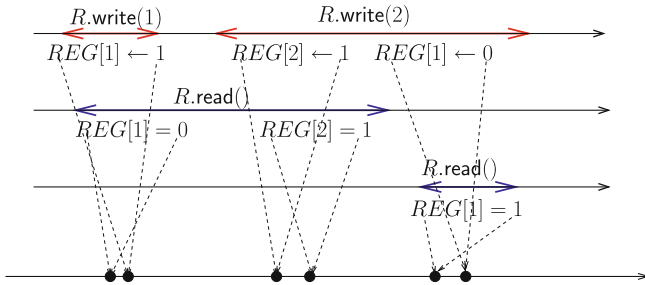 R.write(1) R.write(2)
REG[1] ← 1 REG[2] ← 1 REG[1] ← 0
R.read()
REG[1] = 0 REG[2] = 1
R.read()
REG[1] = 1